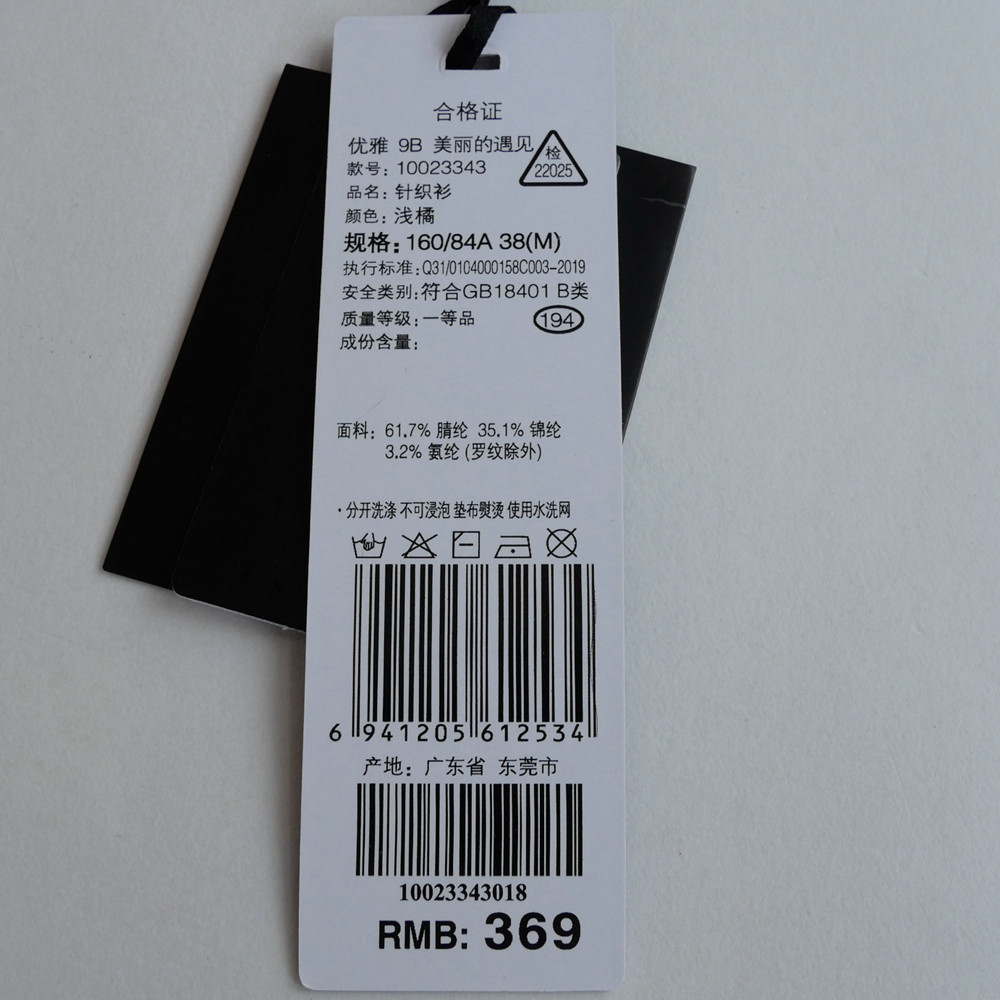 合格证
优雅 9B 美丽的遇见
检
22025
款号: 10023343
品名: 针织衫
颜色: 浅橘
规格: 160/84A 38(M)
执行标准: Q31/0104000158C003-2019
安全类别: 符合GB18401 B类
质量等级: 一等品
194
成份含量:
面料: 61.7% 腈纶 35.1% 锦纶
3.2% 氨纶 (罗纹除外)
·分开洗涤 不可浸泡 垫布熨烫 使用水洗网
6 941205 612534
产地: 广东省 东莞市
10023343018
RMB: 369